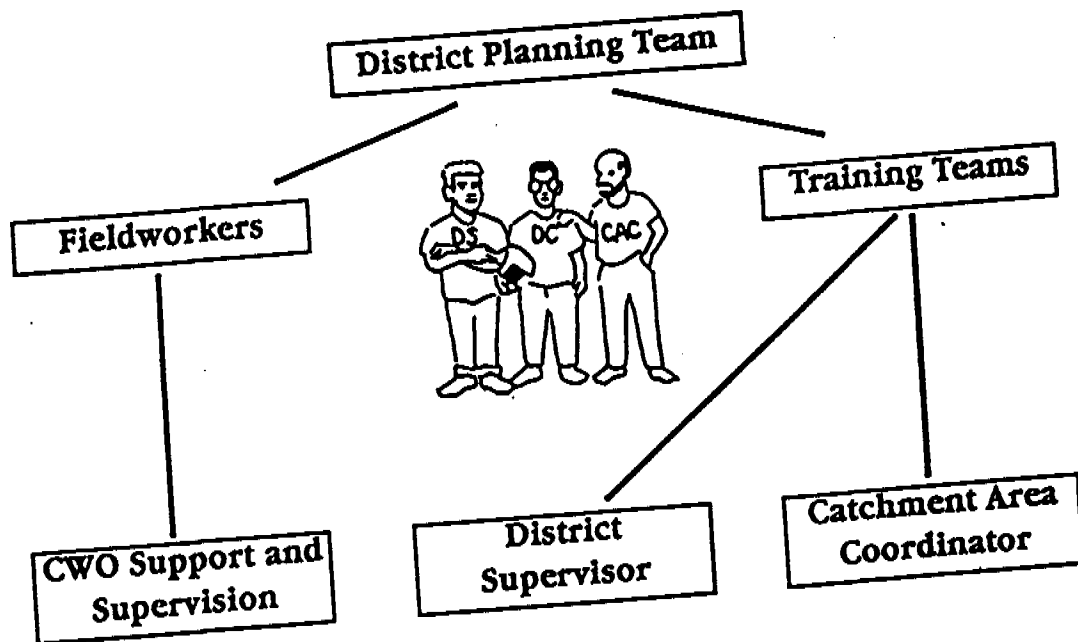 District Planning Team
Fieldworkers
Training Teams
DS
DC
CAC
CWO Support and
Supervision
District
Supervisor
Catchment Area
Coordinator